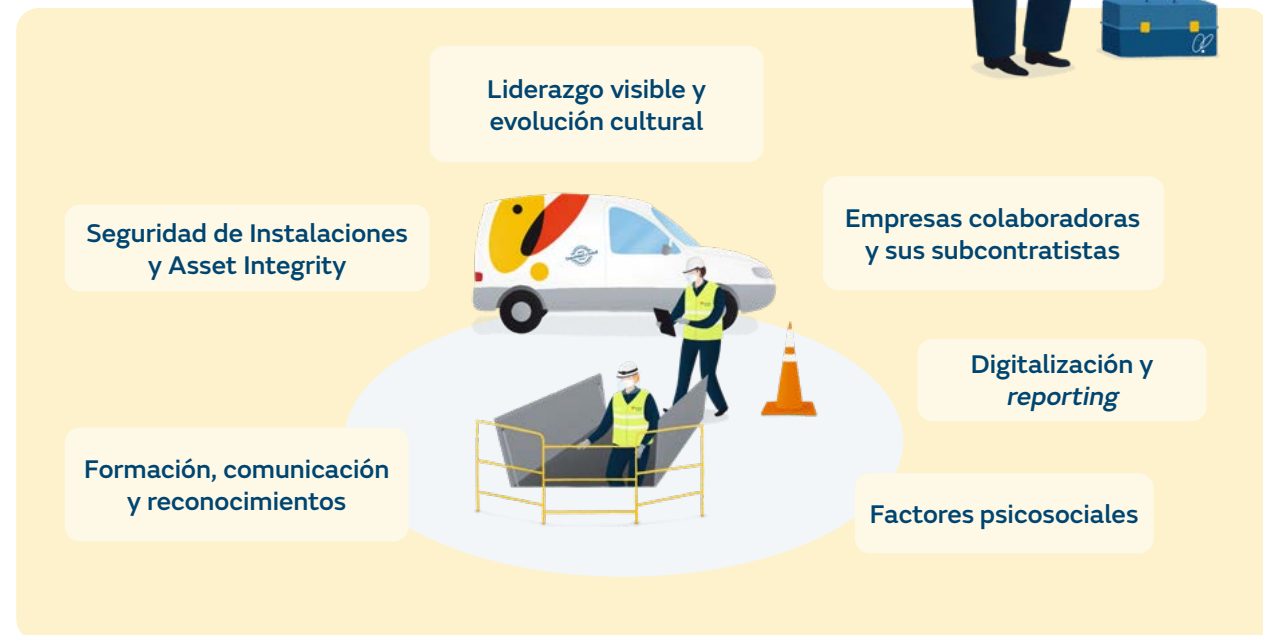 Liderazgo visible y
evolución cultural
Seguridad de Instalaciones
y Asset Integrity
Empresas colaboradoras
y sus subcontratistas
Digitalización y
reporting
Formación, comunicación
y reconocimientos
Factores psicosociales